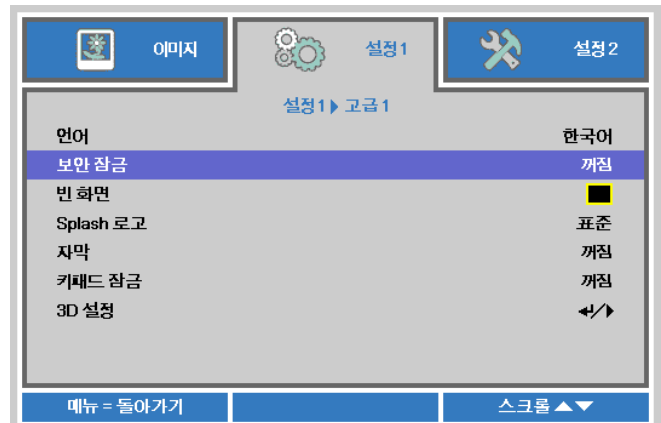 이미지 설정1 설정2
설정1▶고급1
언어 한국어
보안 잠금 꺼짐
빈 화면
Splash 로고 표준
자막 꺼짐
키패드 잠금 꺼짐
3D 설정 ↵/▶
메뉴 = 돌아가기 스크롤▲▼